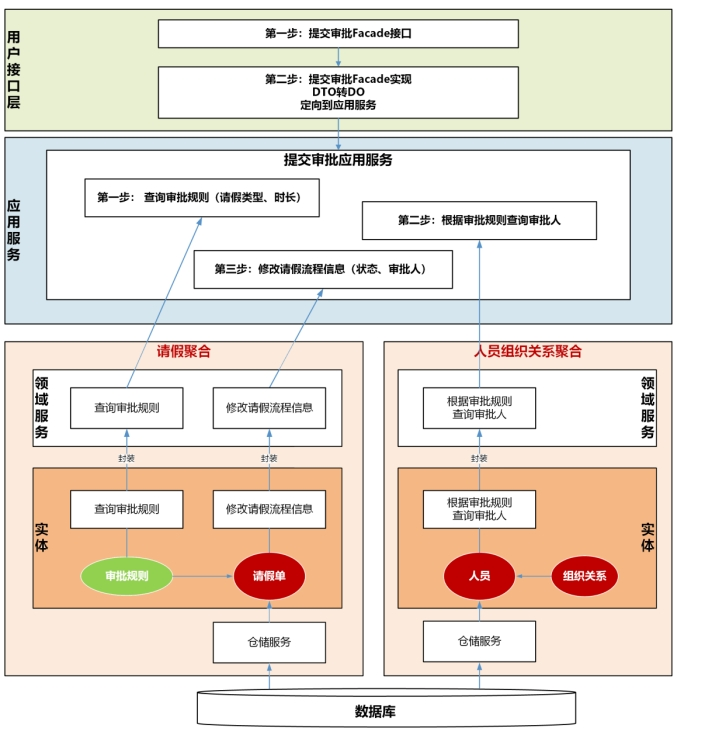 用户接口层
第一步：提交审批Facade接口
第二步：提交审批Facade实现
DTO转DO
定向到应用服务
应用服务
提交审批应用服务
第一步： 查询审批规则（请假类型、时长）
第二步：根据审批规则查询审批人
第三步：修改请假流程信息（状态、审批人）
请假聚合
领域服务
查询审批规则
修改请假流程信息
封装
封装
实体
查询审批规则
修改请假流程信息
审批规则
请假单
仓储服务
人员组织关系聚合
领域服务
根据审批规则
查询审批人
封装
实体
根据审批规则
查询审批人
人员
组织关系
仓储服务
数据库